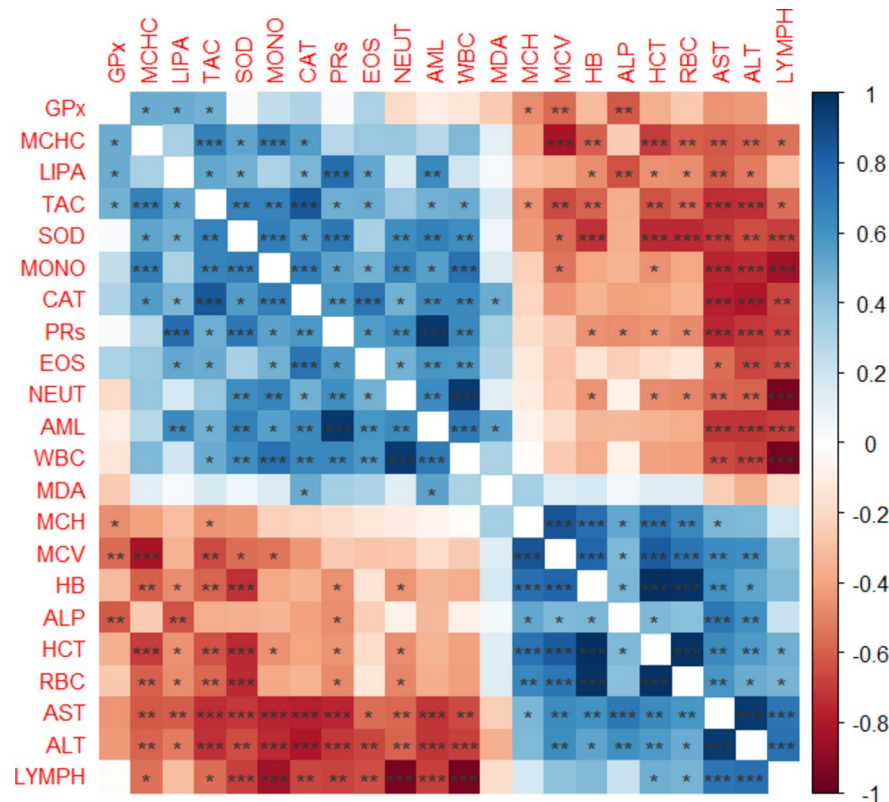 GPx MCHC LIPA TAC SOD MONO CAT PRs EOS NEUT AML WBC MDA MCH MCV HB ALP HCT RBC AST ALT LYMPH
GPx * * * * ** **
MCHC * *** * *** * *** ** *** ** ** ** *
LIPA * * * * *** * ** * ** * * ** *
TAC * *** * ** ** *** * * * * * ** ** ** ** *** *** *
SOD * * ** *** * *** ** ** ** * *** *** *** *** ** ***
MONO *** ** *** *** * * ** * *** * * *** *** ***
CAT * * *** * *** ** *** * ** ** * *** *** **
PRs *** * *** * ** * ** *** ** * * * * *** *** ***
EOS * * * *** * * ** ** * ** **
NEUT ** ** * ** * ** *** * * * ** ** ***
AML ** * ** * ** *** ** ** *** * *** *** ***
WBC * ** *** ** ** ** *** *** ** *** ***
MDA * *
MCH * * *** *** * *** ** *
MCV ** *** ** * * *** *** * *** *** ** **
HB ** * ** *** * * *** *** * *** *** ** *
ALP ** ** * * * * * ** **
HCT *** * ** *** * * * *** *** *** * *** ** ** *
RBC ** * ** *** * * ** *** *** *** ** * *
AST ** ** *** *** *** *** *** * ** *** ** * ** ** *** ** ** *** ***
ALT ** * *** ** *** *** *** ** ** *** *** ** * ** ** * *** ***
LYMPH * * *** *** ** ** ** *** *** *** * * *** ***
1
0.8
0.6
0.4
0.2
0
-0.2
-0.4
-0.6
-0.8
-1